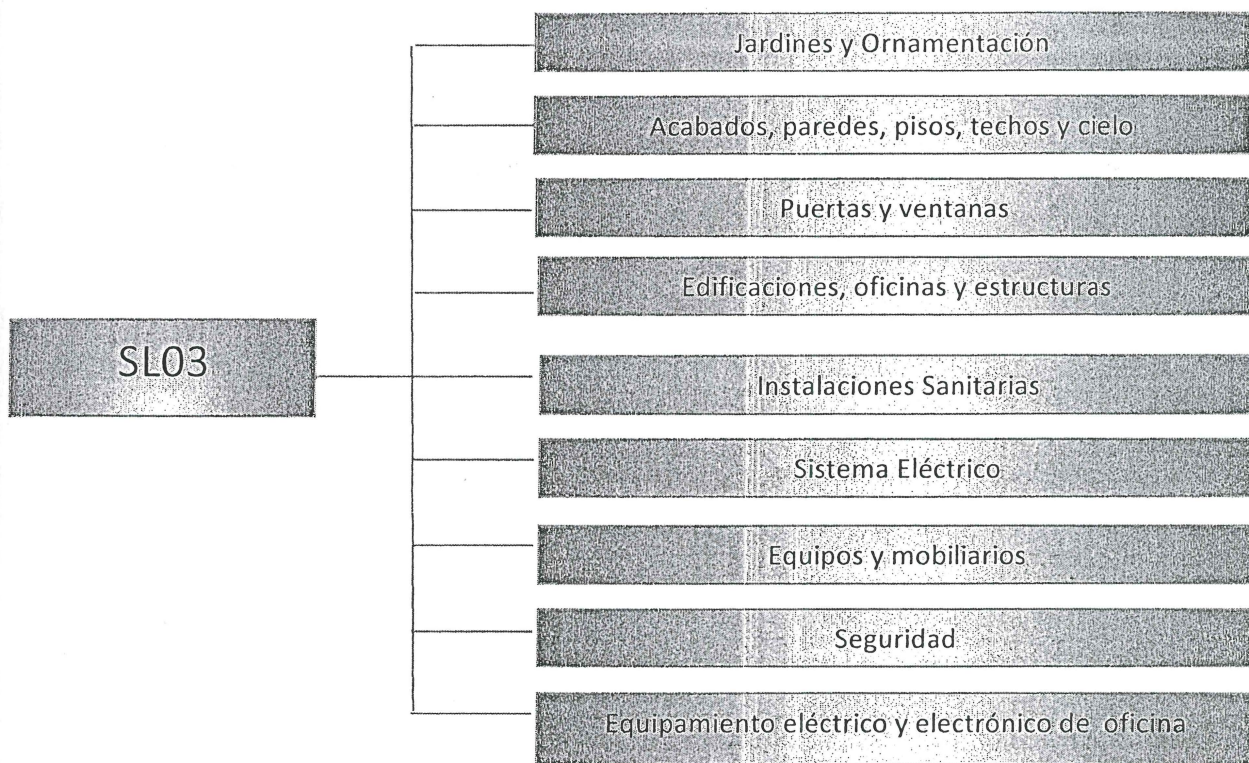 Jardines y Ornamentación
Acabados, paredes, pisos, techos y cielo
Puertas y ventanas
Edificaciones, oficinas y estructuras
SL03
Instalaciones Sanitarias
Sistema Eléctrico
Equipos y mobiliarios
Seguridad
Equipamiento eléctrico y electrónico de oficina